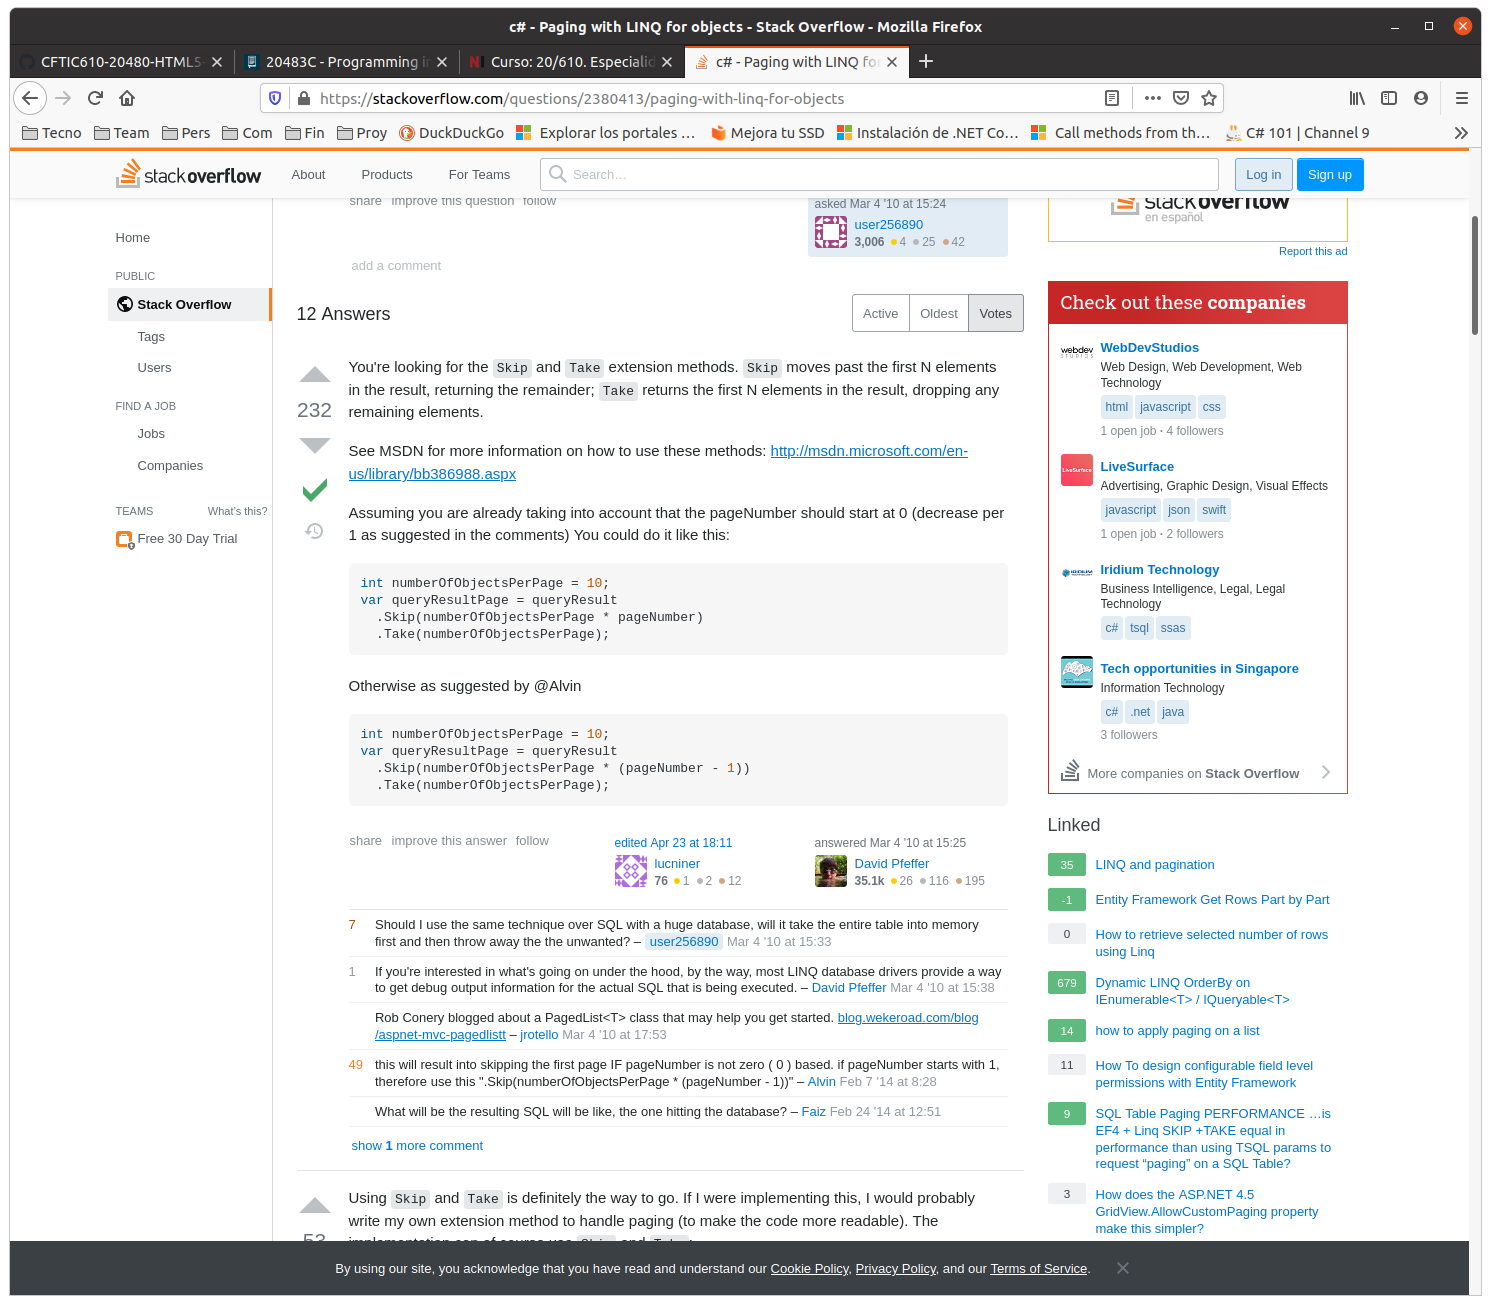 c# - Paging with LINQ for objects - Stack Overflow - Mozilla Firefox
CFTIC610-20480-HTML5-
20483C - Programming in
Curso: 20/610. Especialid
c# - Paging with LINQ for
https://stackoverflow.com/questions/2380413/paging-with-linq-for-objects
Tecno Team Pers Com Fin Proy DuckDuckGo Explorar los portales … Mejora tu SSD Instalación de .NET Co… Call methods from th… C# 101 | Channel 9
stackoverflow About Products For Teams Search… Log in Sign up
share improve this question follow
asked Mar 4 '10 at 15:24
user256890
3,006 4 25 42
add a comment
stackoverflow
en español
Report this ad
Home
PUBLIC
Stack Overflow
Tags
Users
FIND A JOB
Jobs
Companies
TEAMS What's this?
Free 30 Day Trial
12 Answers
Active Oldest Votes
232
You're looking for the Skip and Take extension methods. Skip moves past the first N elements
in the result, returning the remainder; Take returns the first N elements in the result, dropping any
remaining elements.
See MSDN for more information on how to use these methods: http://msdn.microsoft.com/en-
us/library/bb386988.aspx
Assuming you are already taking into account that the pageNumber should start at 0 (decrease per
1 as suggested in the comments) You could do it like this:
int numberOfObjectsPerPage = 10;
var queryResultPage = queryResult
.Skip(numberOfObjectsPerPage * pageNumber)
.Take(numberOfObjectsPerPage);
Otherwise as suggested by @Alvin
int numberOfObjectsPerPage = 10;
var queryResultPage = queryResult
.Skip(numberOfObjectsPerPage * (pageNumber - 1))
.Take(numberOfObjectsPerPage);
share improve this answer follow
edited Apr 23 at 18:11
lucniner
76 1 2 12
answered Mar 4 '10 at 15:25
David Pfeffer
35.1k 26 116 195
7 Should I use the same technique over SQL with a huge database, will it take the entire table into memory
first and then throw away the the unwanted? – user256890 Mar 4 '10 at 15:33
1 If you're interested in what's going on under the hood, by the way, most LINQ database drivers provide a way
to get debug output information for the actual SQL that is being executed. – David Pfeffer Mar 4 '10 at 15:38
Rob Conery blogged about a PagedList<T> class that may help you get started. blog.wekeroad.com/blog
/aspnet-mvc-pagedlistt – jrotello Mar 4 '10 at 17:53
49 this will result into skipping the first page IF pageNumber is not zero ( 0 ) based. if pageNumber starts with 1,
therefore use this ".Skip(numberOfObjectsPerPage * (pageNumber - 1))" – Alvin Feb 7 '14 at 8:28
What will be the resulting SQL will be like, the one hitting the database? – Faiz Feb 24 '14 at 12:51
show 1 more comment
53
Using Skip and Take is definitely the way to go. If I were implementing this, I would probably
write my own extension method to handle paging (to make the code more readable). The
implementation can of course use Skip and Take:
Check out these companies
webdev
STUDIOS
WebDevStudios
Web Design, Web Development, Web
Technology
html javascript css
1 open job · 4 followers
LiveSurface
LiveSurface
Advertising, Graphic Design, Visual Effects
javascript json swift
1 open job · 2 followers
IRIDIUM
Iridium Technology
Business Intelligence, Legal, Legal
Technology
c# tsql ssas
Tech opportunities in Singapore
Information Technology
c# .net java
3 followers
More companies on Stack Overflow
Linked
35 LINQ and pagination
-1 Entity Framework Get Rows Part by Part
0 How to retrieve selected number of rows
using Linq
679 Dynamic LINQ OrderBy on
IEnumerable<T> / IQueryable<T>
14 how to apply paging on a list
11 How To design configurable field level
permissions with Entity Framework
9 SQL Table Paging PERFORMANCE …is
EF4 + Linq SKIP +TAKE equal in
performance than using TSQL params to
request “paging” on a SQL Table?
3 How does the ASP.NET 4.5
GridView.AllowCustomPaging property
make this simpler?
By using our site, you acknowledge that you have read and understand our Cookie Policy, Privacy Policy, and our Terms of Service.